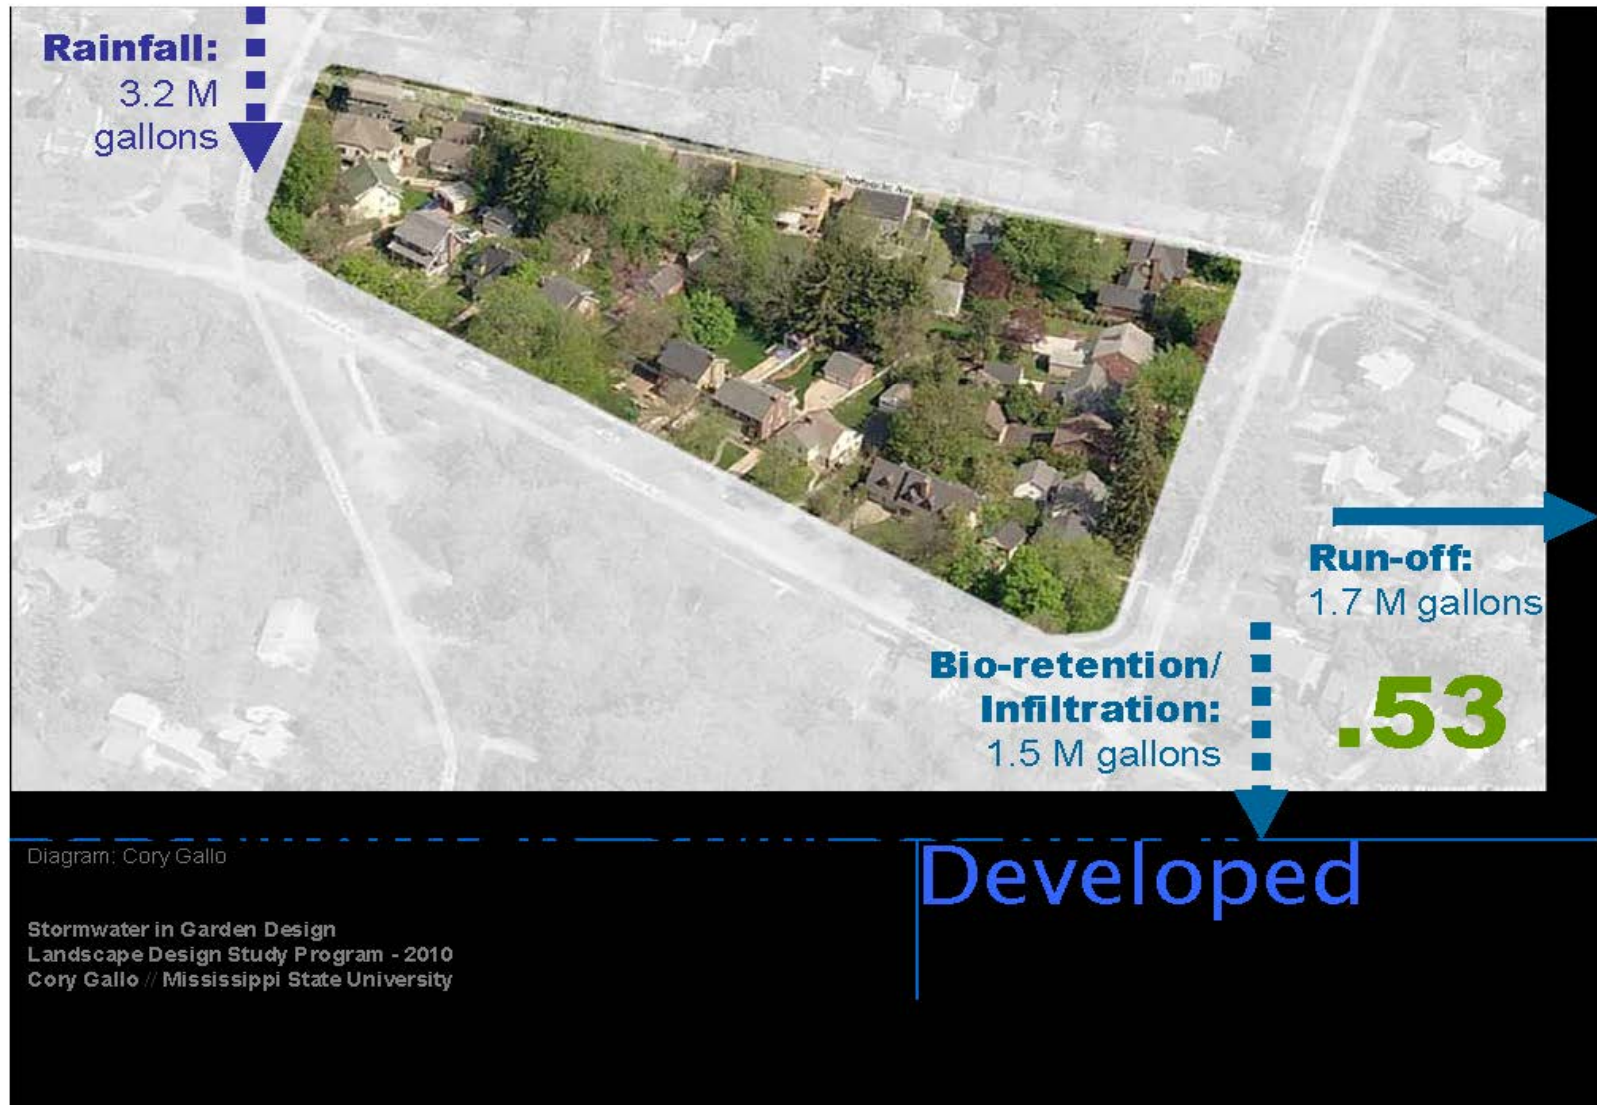 Rainfall:
3.2 M
gallons
Run-off:
1.7 M gallons
Bio-retention/
Infiltration:
1.5 M gallons
.53
Diagram: Cory Gallo
Developed
Stormwater in Garden Design
Landscape Design Study Program - 2010
Cory Gallo // Mississippi State University